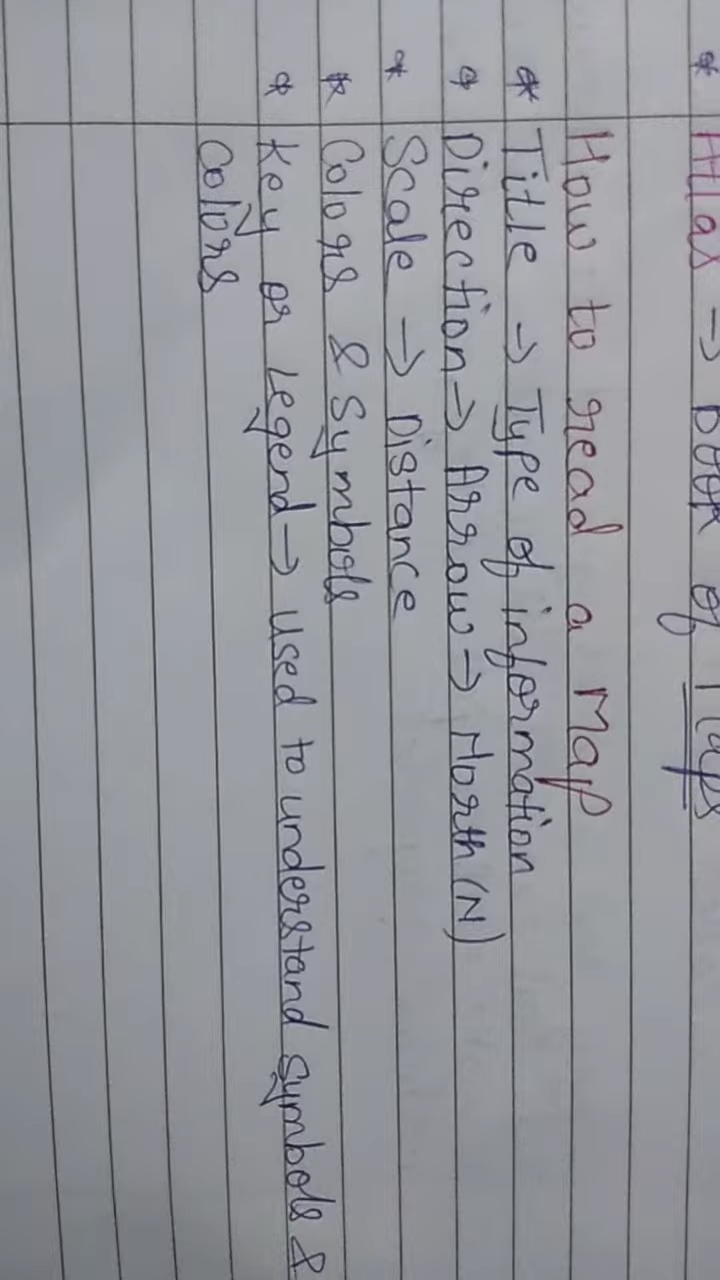 * Atlas → Book of Maps
How to read a Map
* Title → Type of information
* Direction → Arrow → North (N)
* Scale → Distance
* Colors & Symbols
* Key or Legend → used to understand symbols &
Colors